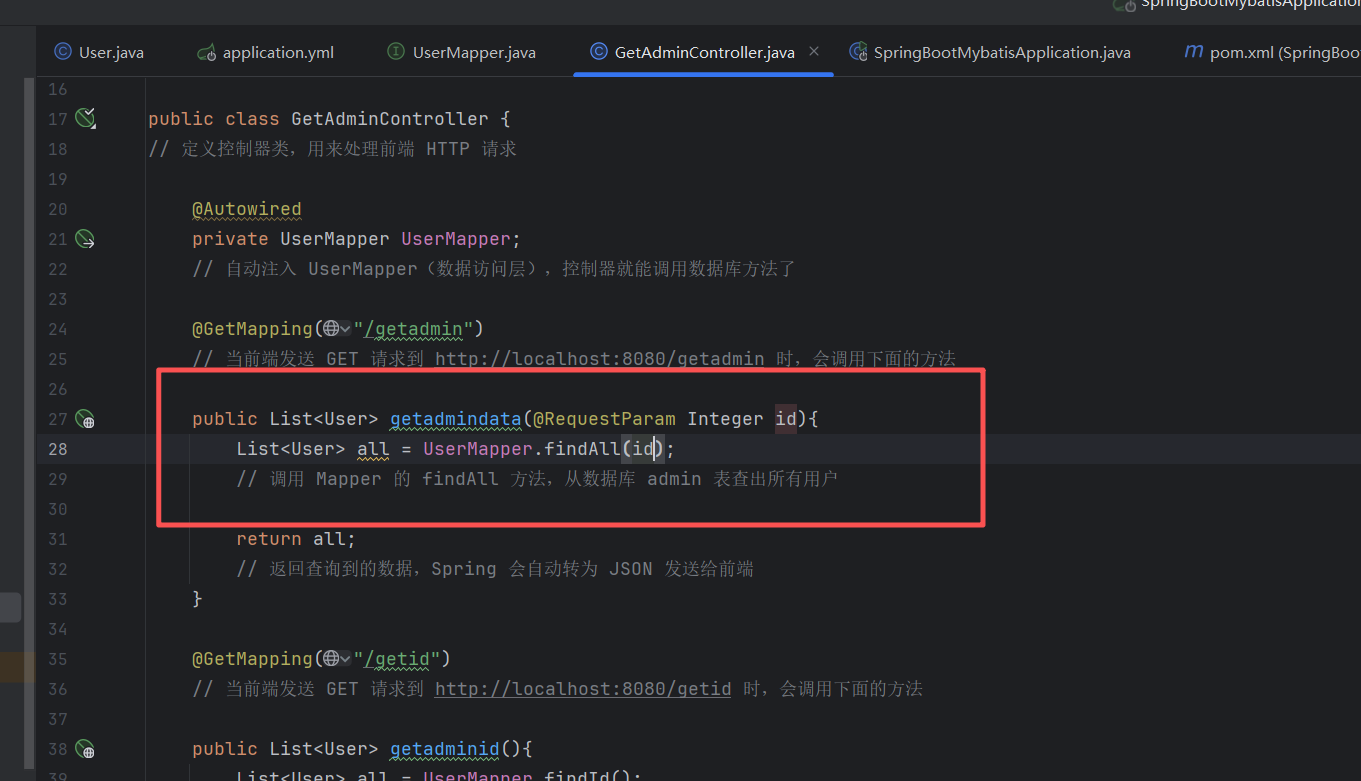 SpringBootMybatisApplication
User.java application.yml UserMapper.java GetAdminController.java SpringBootMybatisApplication.java pom.xml (SpringBoo
16
17 public class GetAdminController {
18 // 定义控制器类，用来处理前端 HTTP 请求
19
20 @Autowired
21 private UserMapper UserMapper;
22 // 自动注入 UserMapper（数据访问层），控制器就能调用数据库方法了
23
24 @GetMapping("/getadmin")
25 // 当前端发送 GET 请求到 http://localhost:8080/getadmin 时，会调用下面的方法
26
27 public List<User> getadmindata(@RequestParam Integer id){
28 List<User> all = UserMapper.findAll(id);
29 // 调用 Mapper 的 findAll 方法，从数据库 admin 表查出所有用户
30
31 return all;
32 // 返回查询到的数据，Spring 会自动转为 JSON 发送给前端
33 }
34
35 @GetMapping("/getid")
36 // 当前端发送 GET 请求到 http://localhost:8080/getid 时，会调用下面的方法
37
38 public List<User> getadminid(){
39 List<User> all = UserMapper.findId();